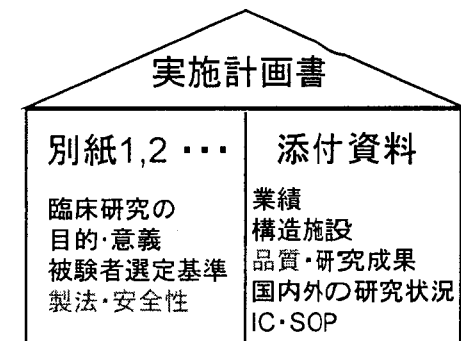 実施計画書
別紙1,2・・・
臨床研究の
目的・意義
被験者選定基準
製法・安全性
添付資料
業績
構造施設
品質・研究成果
国内外の研究状況
IC・SOP